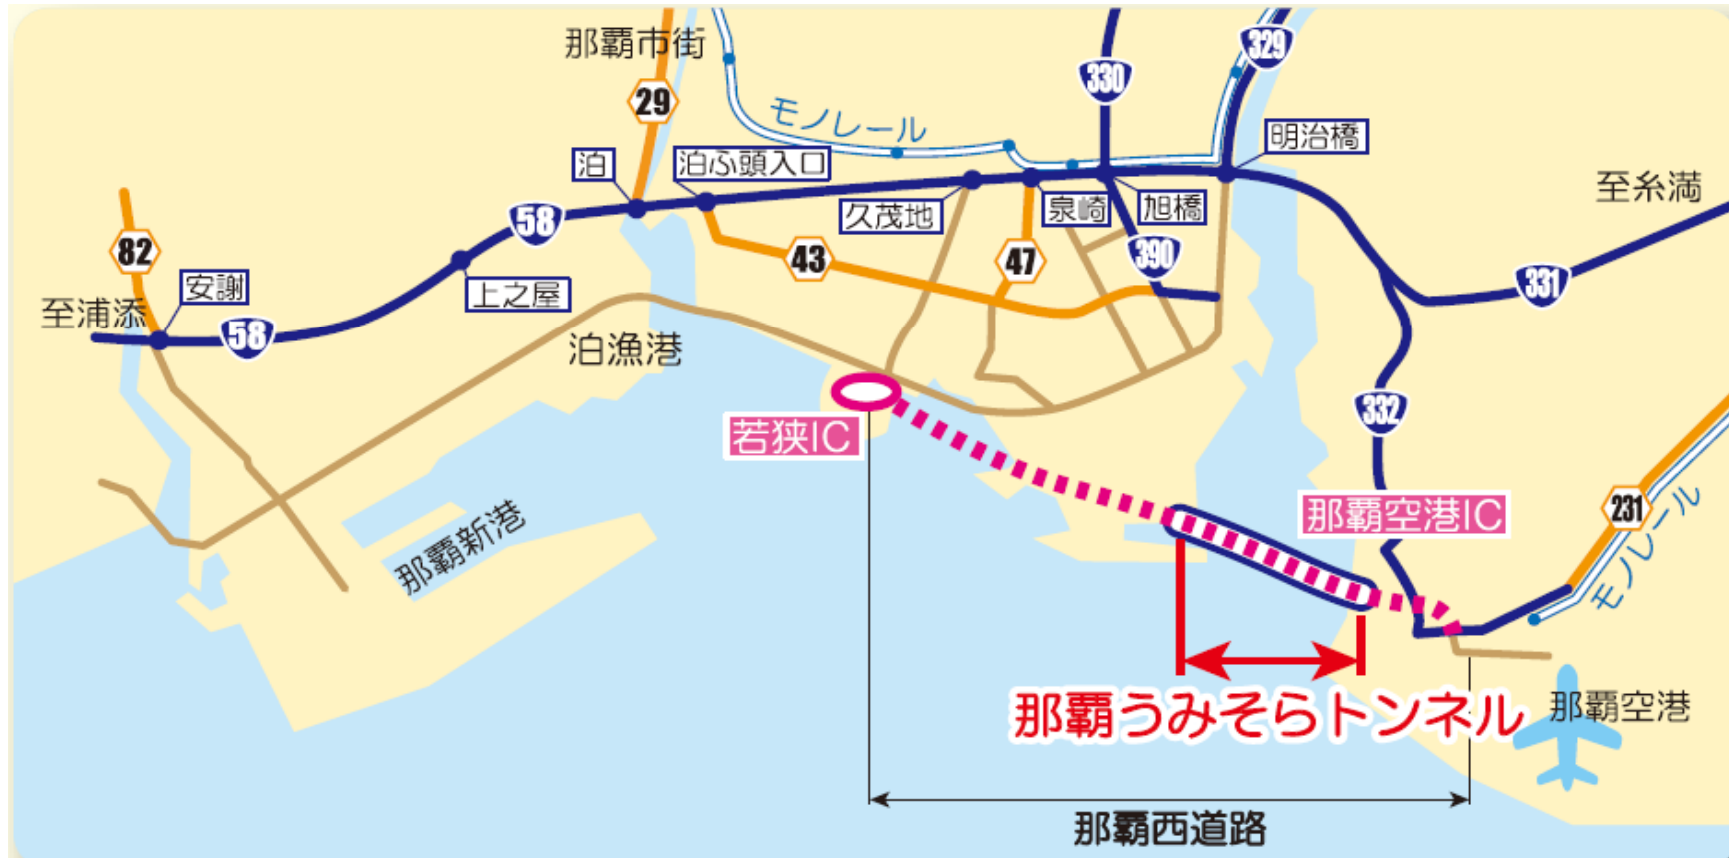 那覇市街
329
330
29
モノレール
明治橋
泊
泊ふ頭入口
至糸満
久茂地
泉崎
旭橋
58
82
43
47
390
安謝
上之屋
331
至浦添
58
泊漁港
332
若狭IC
那覇空港IC
231
那覇新港
モノレール
那覇うみそらトンネル
那覇空港
那覇西道路